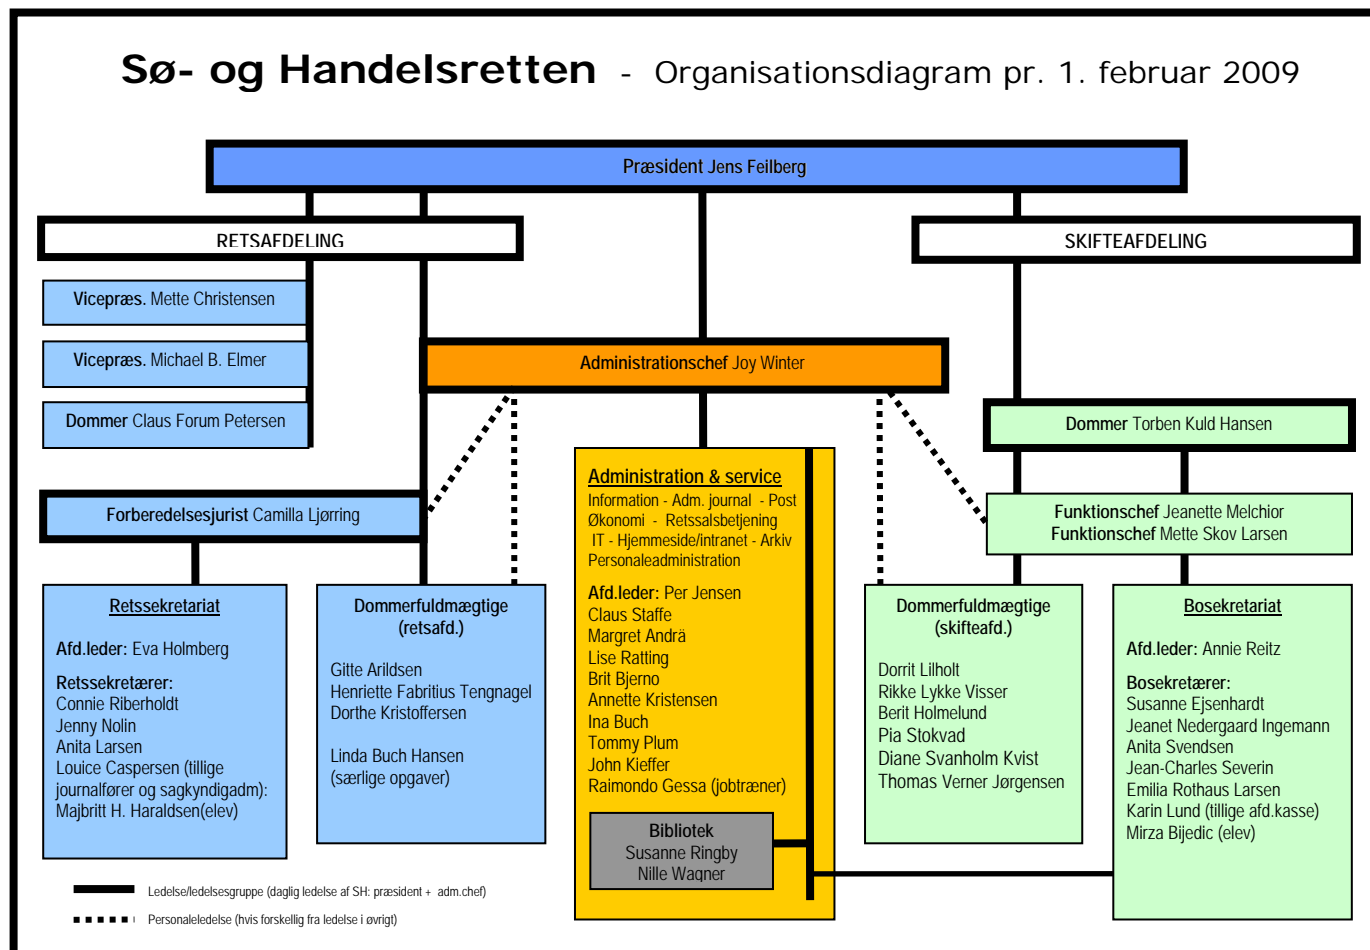 Sø- og Handelsretten - Organisationsdiagram pr. 1. februar 2009
Præsident Jens Feilberg
RETSAFDELING
SKIFTEAFDELING
Vicepræs. Mette Christensen
Vicepræs. Michael B. Elmer
Dommer Claus Forum Petersen
Administrationschef Joy Winter
Dommer Torben Kuld Hansen
Forberedelsesjurist Camilla Ljørring
Funktionschef Jeanette Melchior
Funktionschef Mette Skov Larsen
Retssekretariat
Afd.leder: Eva Holmberg
Retssekretærer:
Connie Riberholdt
Jenny Nolin
Anita Larsen
Louice Caspersen (tillige
journalfører og sagkyndigadm):
Majbritt H. Haraldsen(elev)
Dommerfuldmægtige
(retsafd.)
Gitte Arildsen
Henriette Fabritius Tengnagel
Dorthe Kristoffersen
Linda Buch Hansen
(særlige opgaver)
Administration & service
Information - Adm. journal - Post
Økonomi - Retssalsbetjening
IT - Hjemmeside/intranet - Arkiv
Personaleadministration
Afd.leder: Per Jensen
Claus Staffe
Margret Andrä
Lise Ratting
Brit Bjerno
Annette Kristensen
Ina Buch
Tommy Plum
John Kieffer
Raimondo Gessa (jobtræner)
Bibliotek
Susanne Ringby
Nille Wagner
Dommerfuldmægtige
(skifteafd.)
Dorrit Lilholt
Rikke Lykke Visser
Berit Holmelund
Pia Stokvad
Diane Svanholm Kvist
Thomas Verner Jørgensen
Bosekretariat
Afd.leder: Annie Reitz
Bosekretærer:
Susanne Ejsenhardt
Jeanet Nedergaard Ingemann
Anita Svendsen
Jean-Charles Severin
Emilia Rothaus Larsen
Karin Lund (tillige afd.kasse)
Mirza Bijedic (elev)
Ledelse/ledelsesgruppe (daglig ledelse af SH: præsident + adm.chef)
Personaleledelse (hvis forskellig fra ledelse i øvrigt)